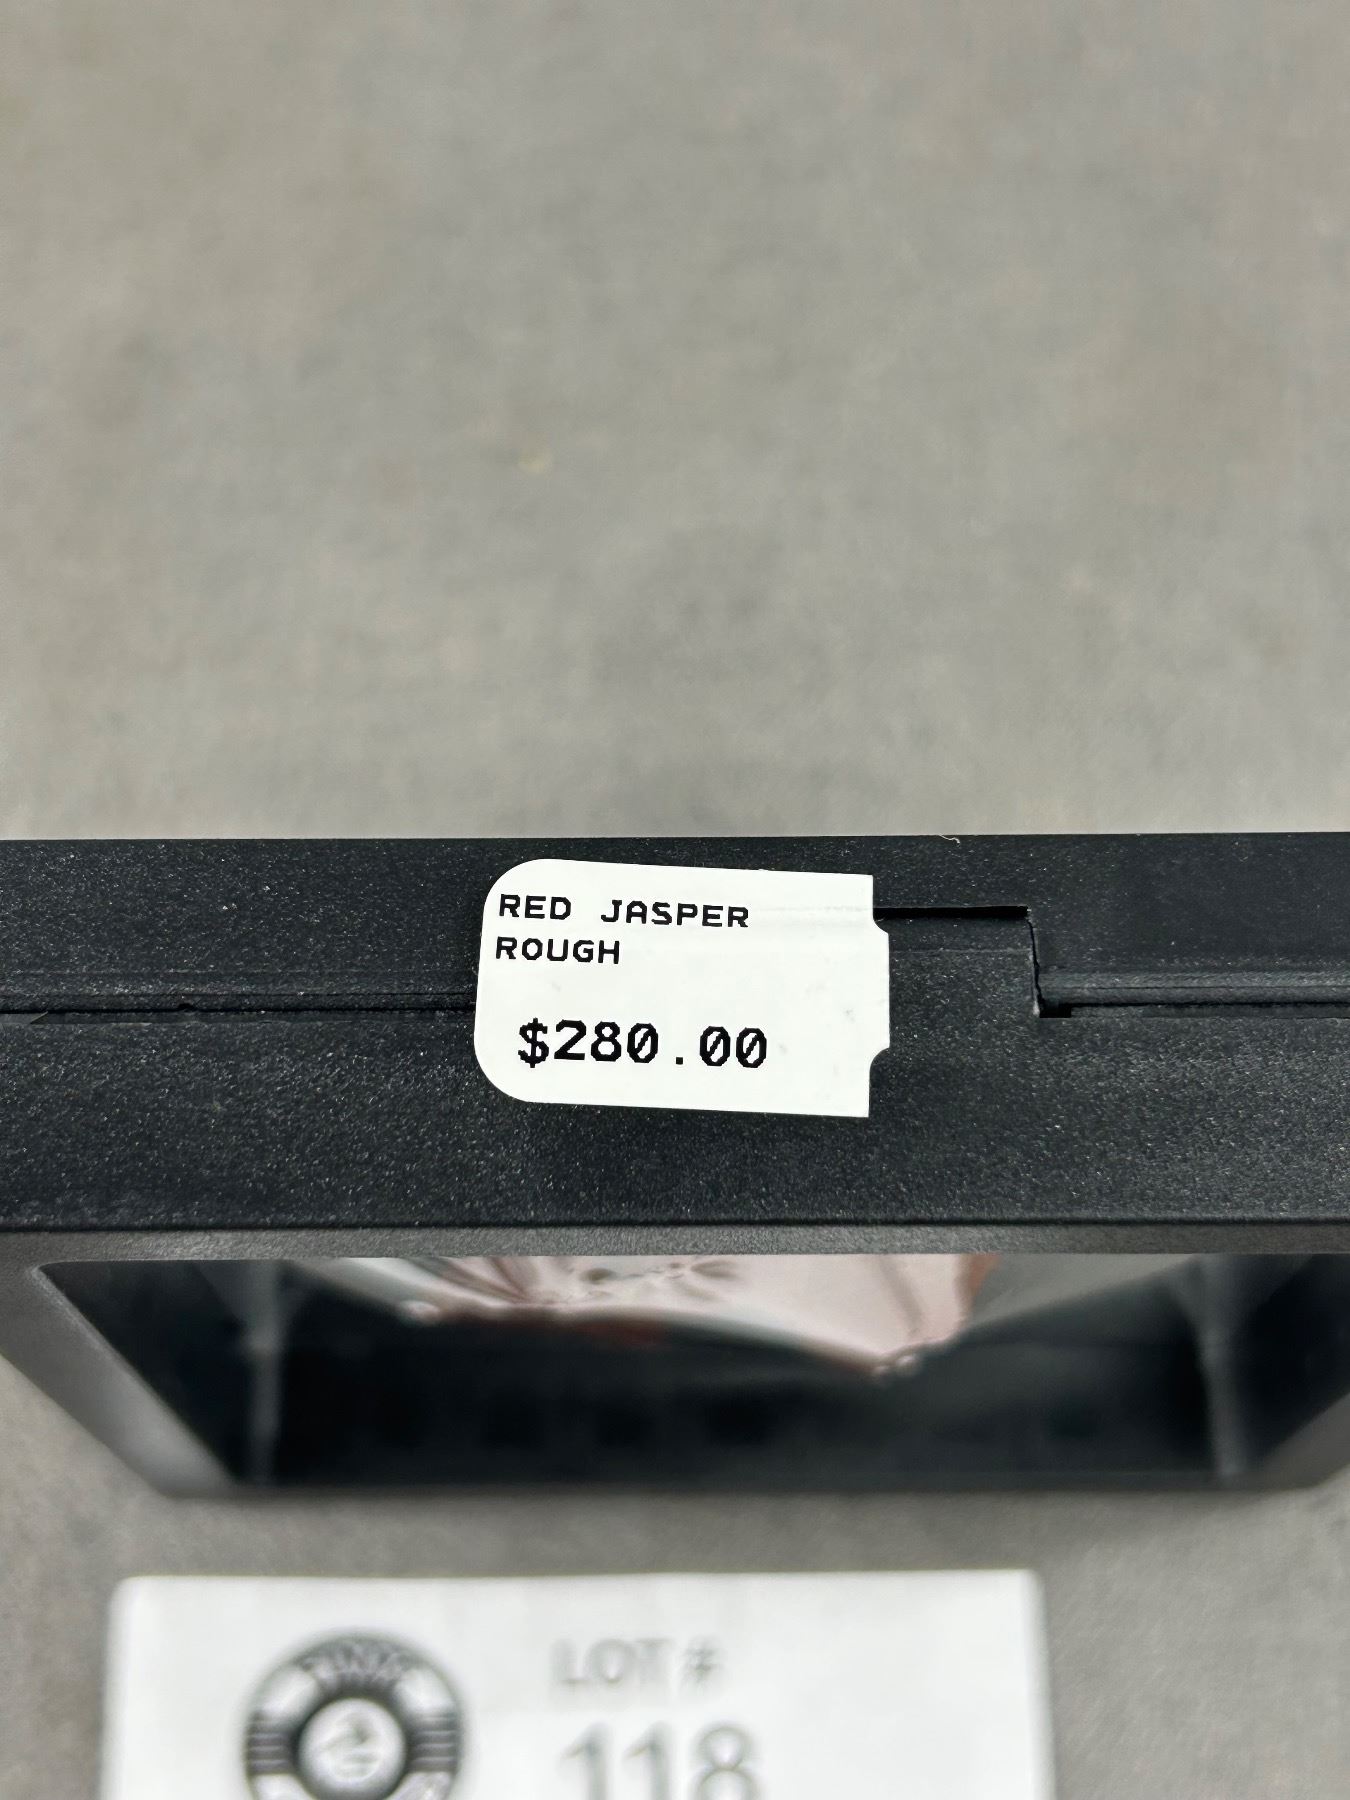 RED JASPER
ROUGH
$280.00
LOT #
118